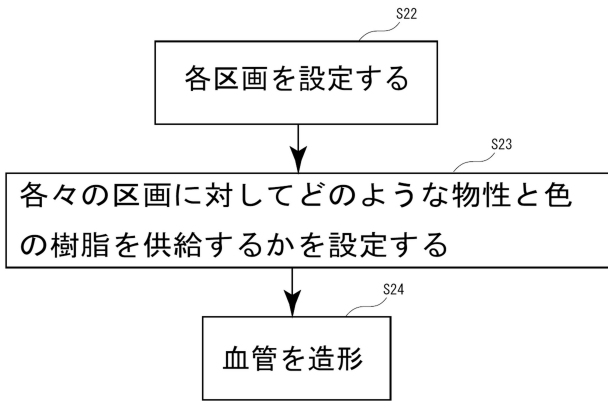 S22
各区画を設定する
S23
各々の区画に対してどのような物性と色
の樹脂を供給するかを設定する
S24
血管を造形